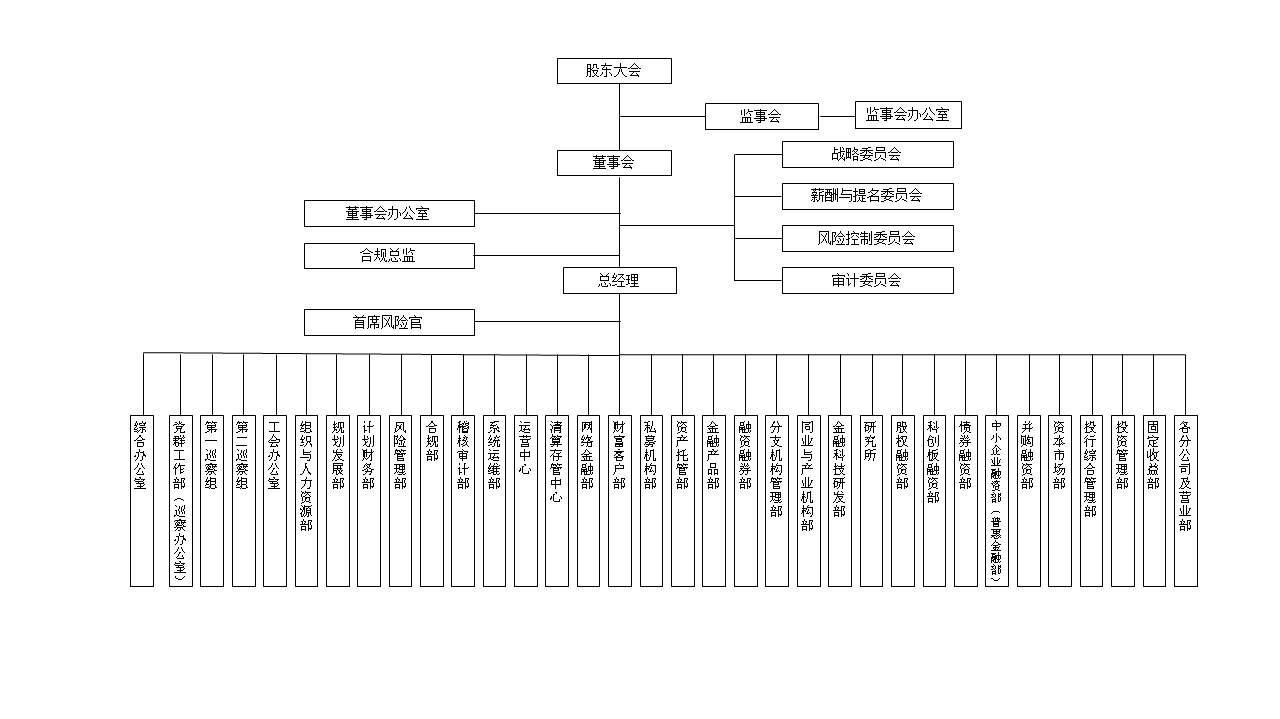 股东大会
监事会
监事会办公室
董事会
战略委员会
薪酬与提名委员会
董事会办公室
风险控制委员会
合规总监
总经理
审计委员会
首席风险官
综合办公室
党群工作部（巡察办公室）
第一巡察组
第二巡察组
工会办公室
组织与人力资源部
规划发展部
计划财务部
风险管理部
合规部
稽核审计部
系统运维部
运营中心
清算存管中心
网络金融部
财富客户部
私募机构部
资产托管部
金融产品部
融资融券部
分支机构管理部
同业与产业机构部
金融科技研发部
研究所
股权融资部
科创板融资部
债券融资部
中小企业融资部（普惠金融部）
并购融资部
资本市场部
投行综合管理部
投资管理部
固定收益部
各分公司及营业部